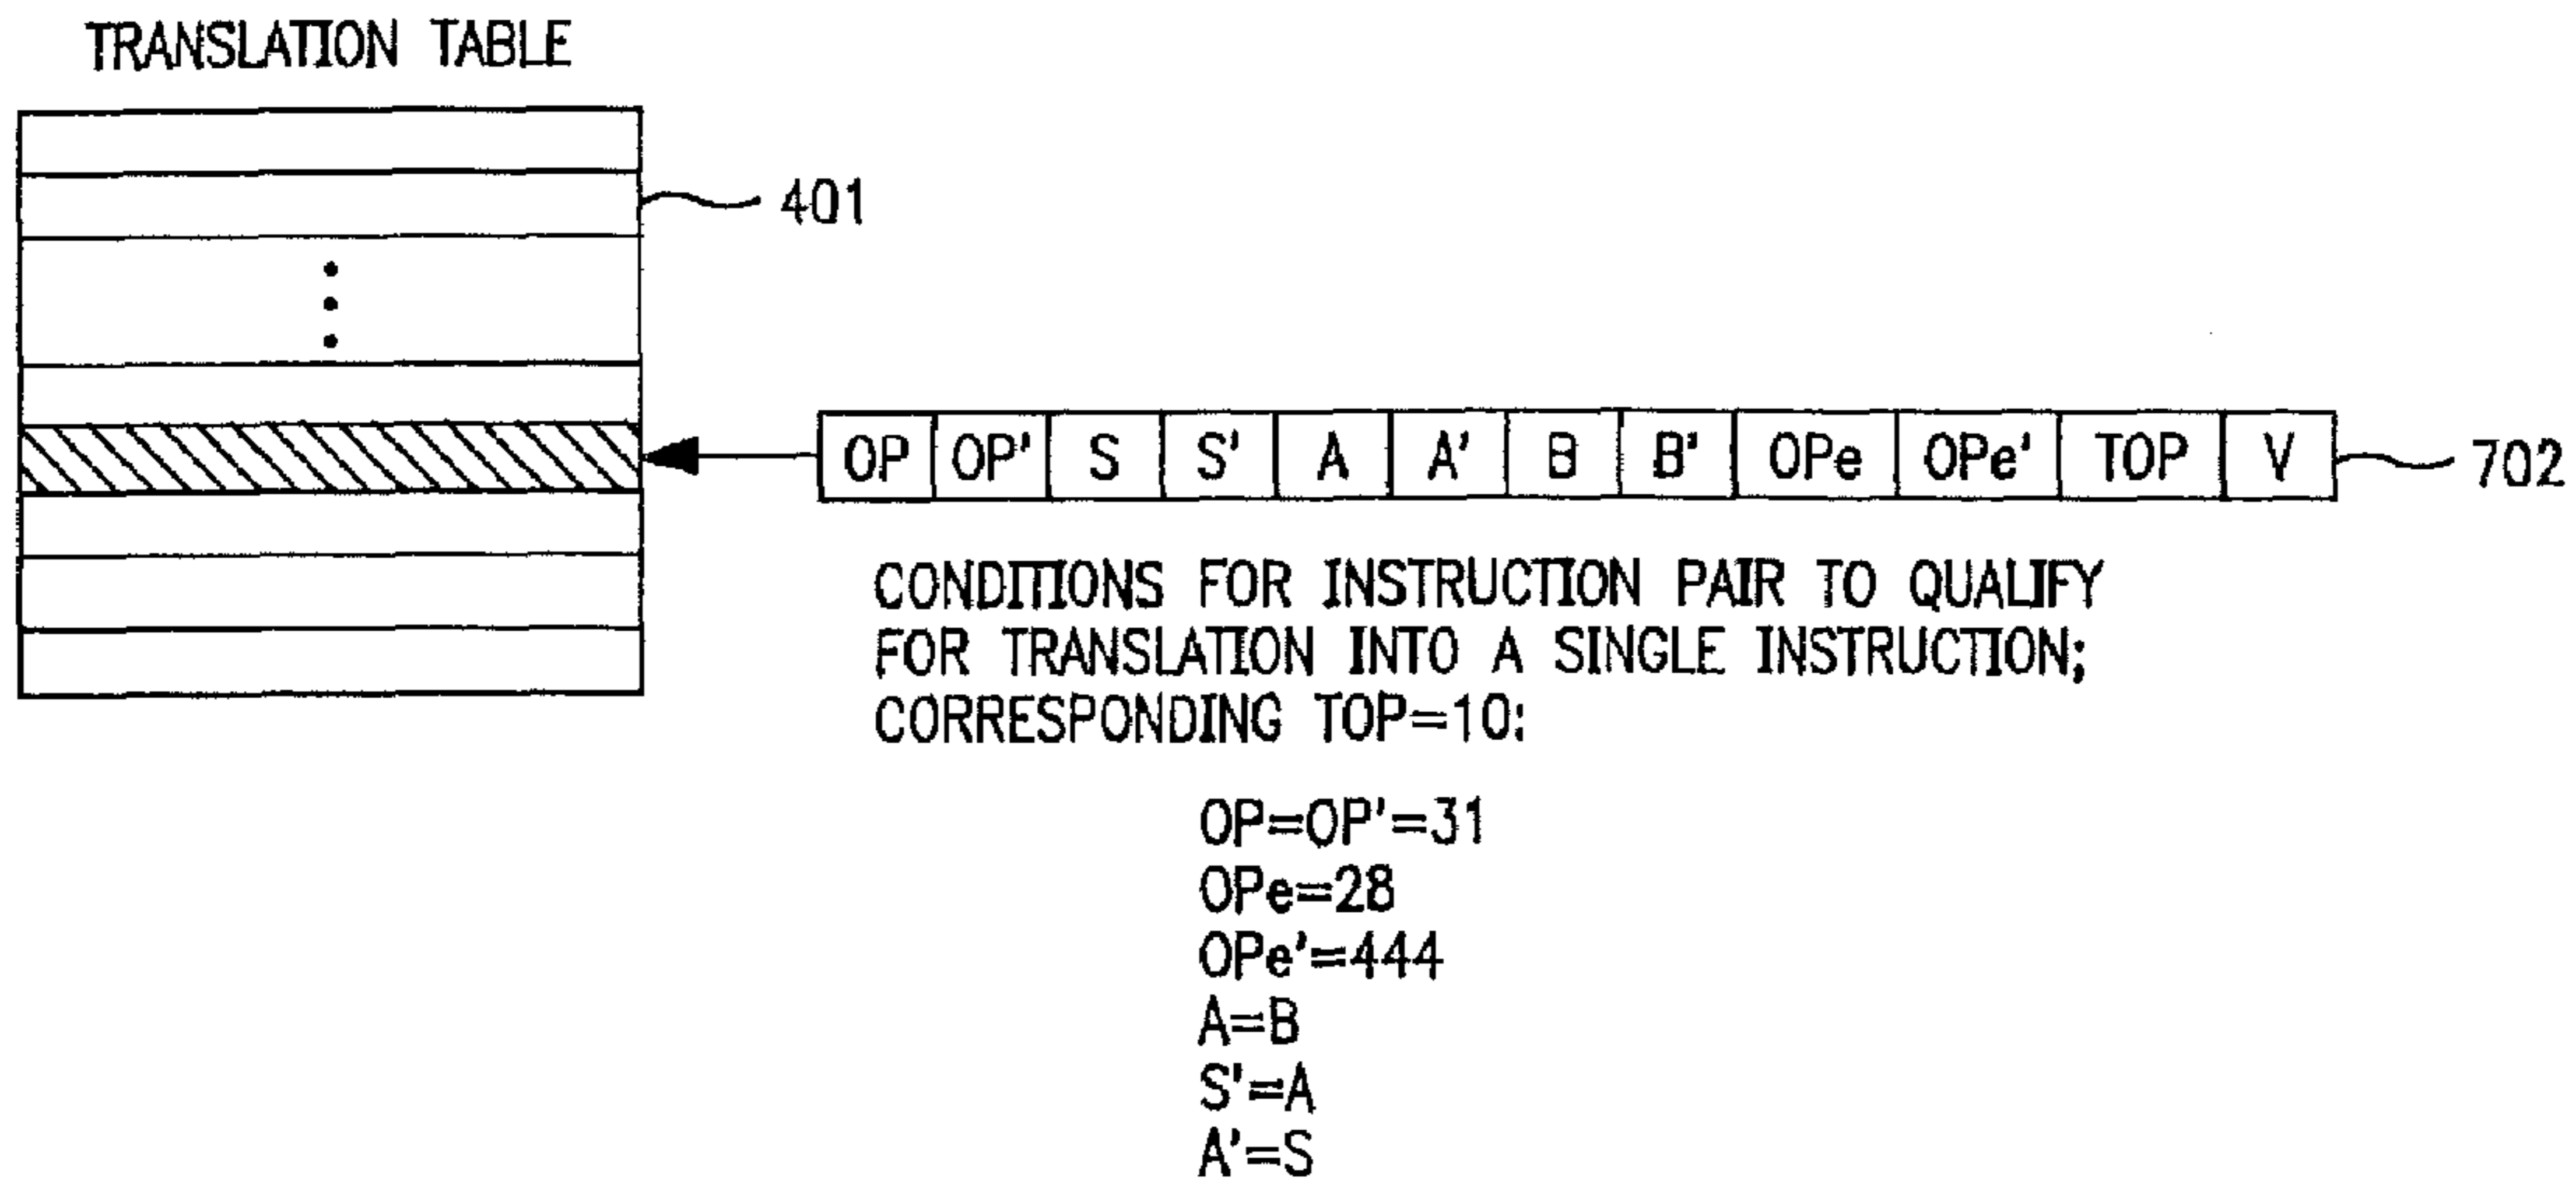 TRANSLATION TABLE
401
OP OP' S S' A A' B B' OPe OPe' TOP V
702
CONDITIONS FOR INSTRUCTION PAIR TO QUALIFY
FOR TRANSLATION INTO A SINGLE INSTRUCTION;
CORRESPONDING TOP=10:
OP=OP'=31
OPe=28
OPe'=444
A=B
S'=A
A'=S